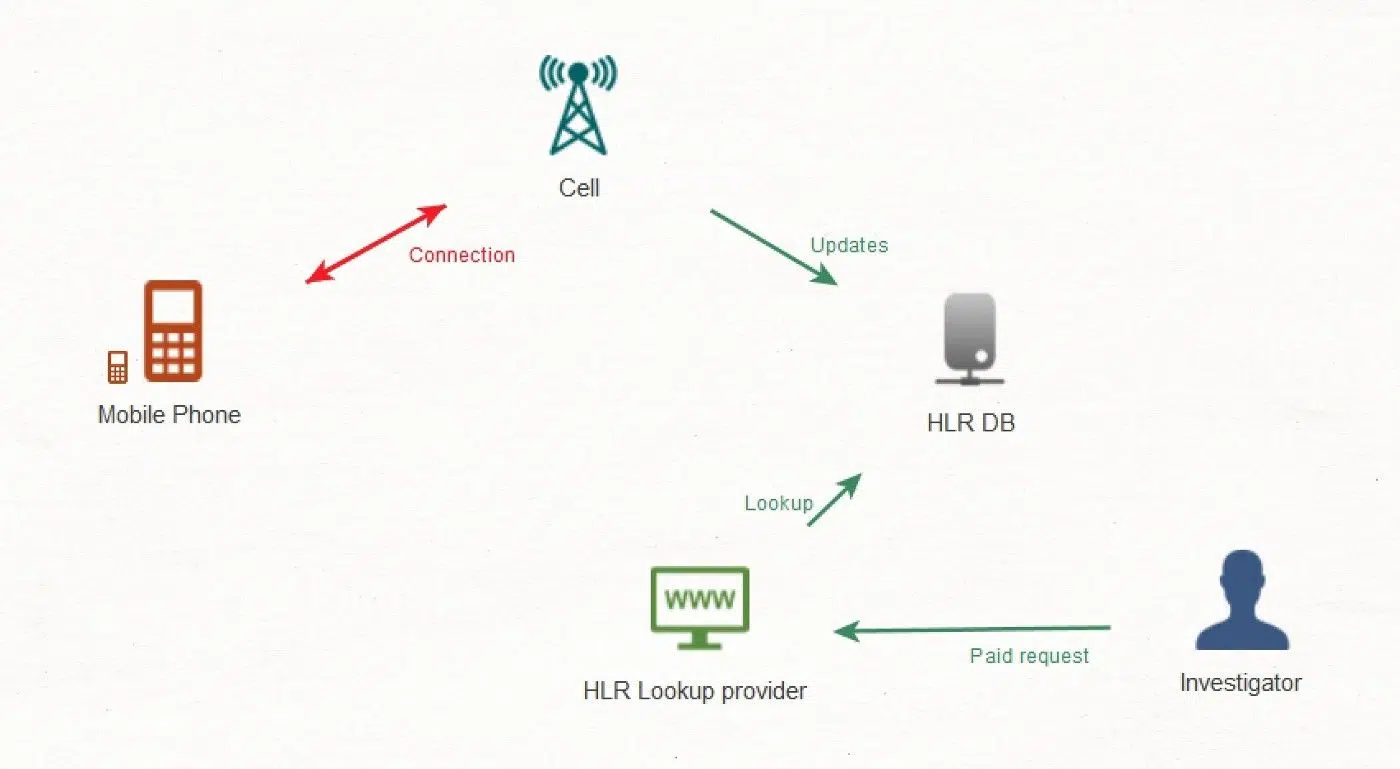 Cell
Connection
Updates
Mobile Phone
HLR DB
Lookup
WWW
HLR Lookup provider
Paid request
Investigator